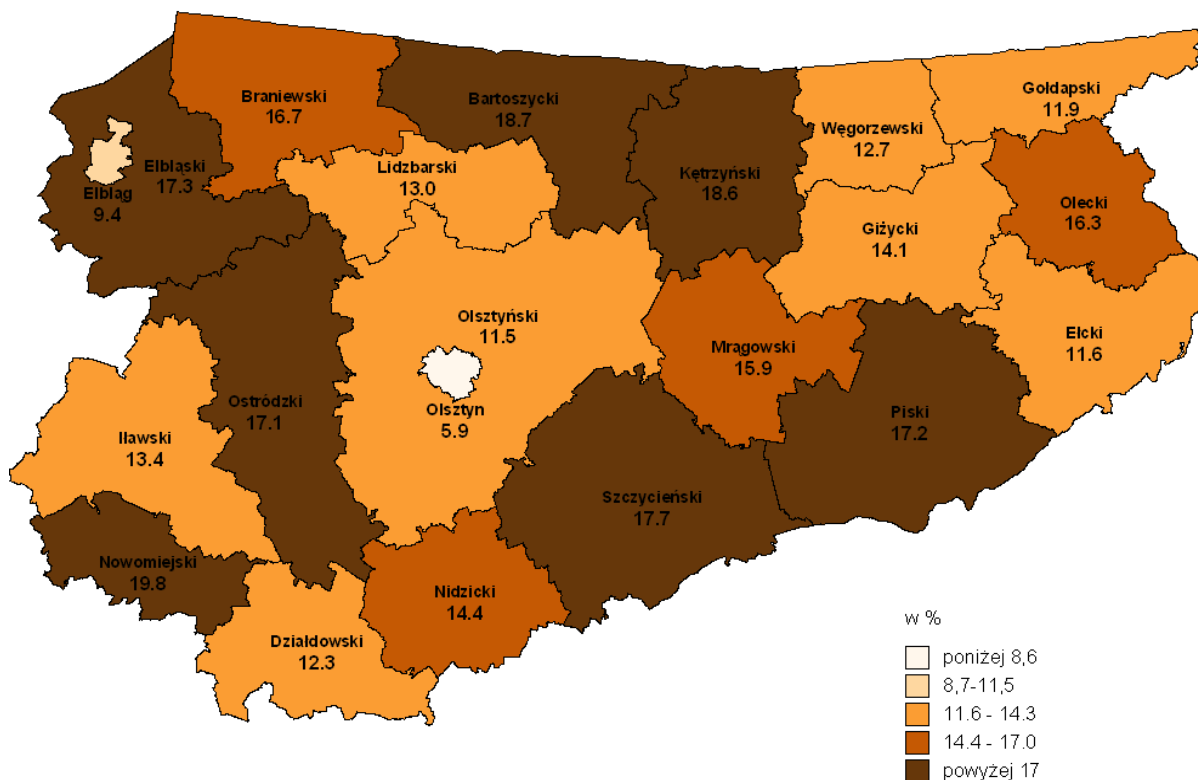 Gołdapski
11.9
Braniewski
16.7
Bartoszycki
18.7
Węgorzewski
12.7
Elbląski
17.3
Elbląg
9.4
Lidzbarski
13.0
Kętrzyński
18.6
Olecki
16.3
Giżycki
14.1
Olsztyński
11.5
Ełcki
11.6
Mrągowski
15.9
Olsztyn
5.9
Ostródzki
17.1
Piski
17.2
Iławski
13.4
Szczycieński
17.7
Nowomiejski
19.8
Nidzicki
14.4
Działdowski
12.3
w %
poniżej 8,6
8,7-11,5
11.6 - 14.3
14.4 - 17.0
powyżej 17